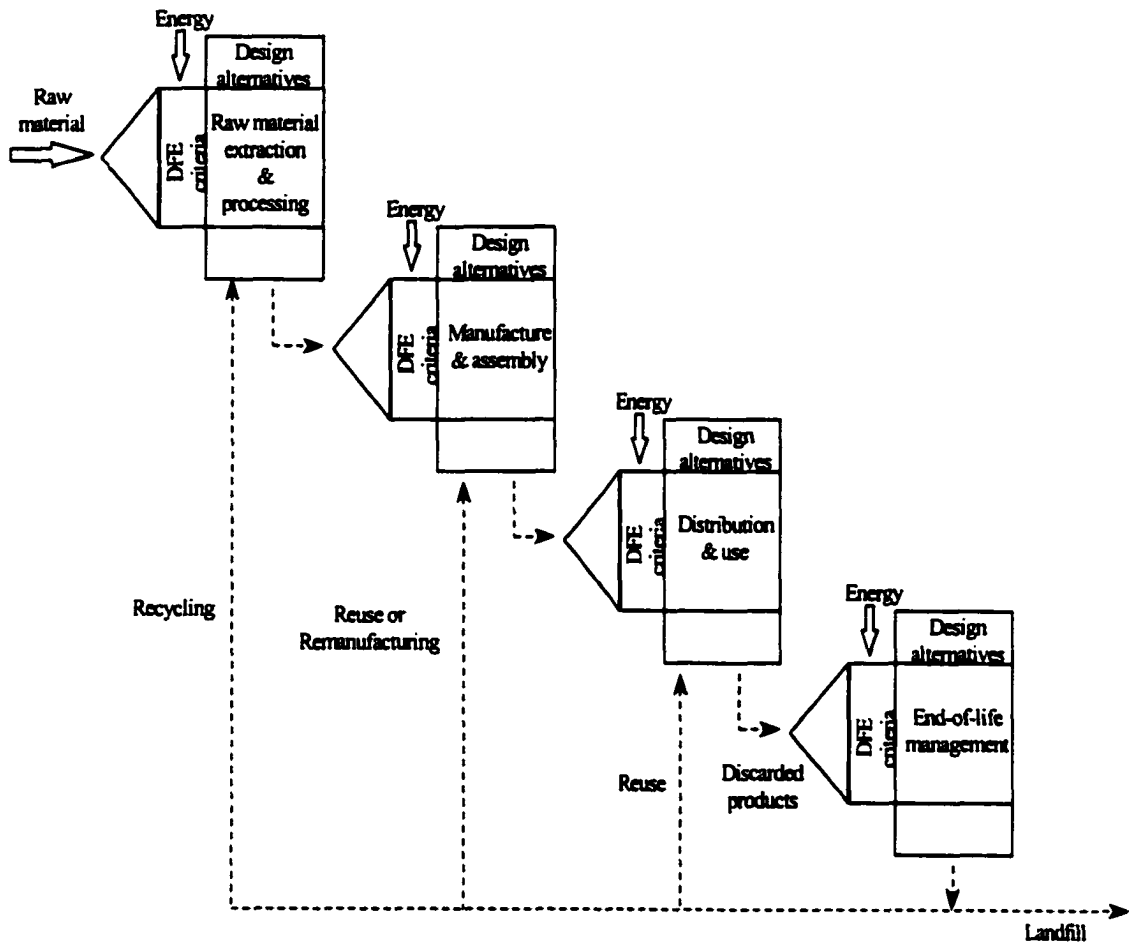 Energy
Design
alternatives
Raw
material
DFE
criteria
Raw material
extraction
&
processing
Energy
Design
alternatives
DFE
criteria
Manufacture
& assembly
Energy
Design
alternatives
DFE
criteria
Distribution
& use
Recycling
Reuse or
Remanufacturing
Energy
Design
alternatives
DFE
criteria
End-of-life
management
Reuse
Discarded
products
Landfill